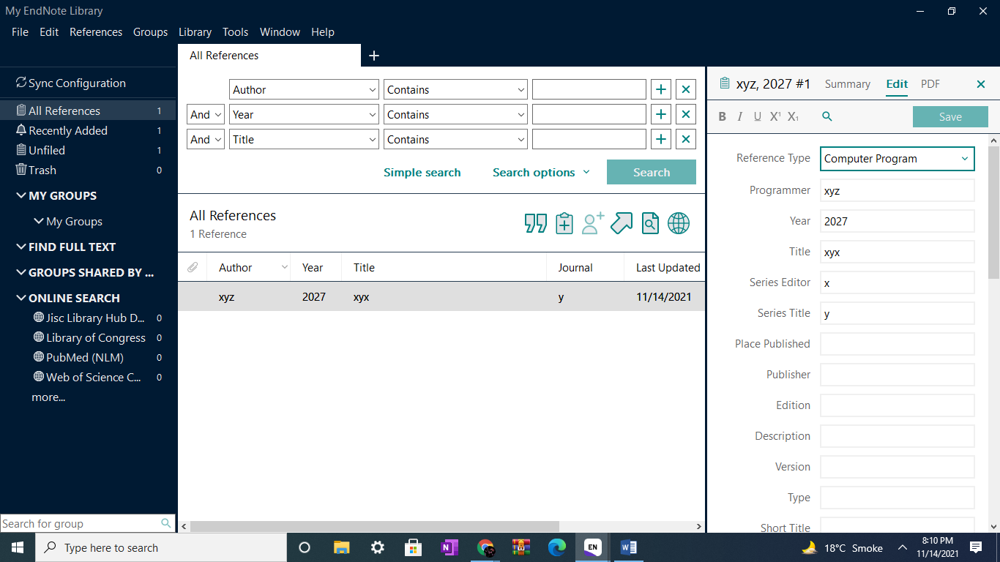 My EndNote Library
File Edit References Groups Library Tools Window Help
Sync Configuration
All References 1
Recently Added 1
Unfiled 1
Trash 0
MY GROUPS
My Groups
FIND FULL TEXT
GROUPS SHARED BY ...
ONLINE SEARCH
Jisc Library Hub D... 0
Library of Congress 0
PubMed (NLM) 0
Web of Science C... 0
more...
Search for group
All References
Author Contains
And Year Contains
And Title Contains
Simple search Search options Search
All References
1 Reference
Author Year Title Journal Last Updated
xyz 2027 xyx y 11/14/2021
xyz, 2027 #1 Summary Edit PDF
B I U X¹ X₁ Save
Reference Type Computer Program
Programmer xyz
Year 2027
Title xyx
Series Editor x
Series Title y
Place Published
Publisher
Edition
Description
Version
Type
Short Title
Type here to search
N
EN
W
18°C Smoke
8:10 PM
11/14/2021